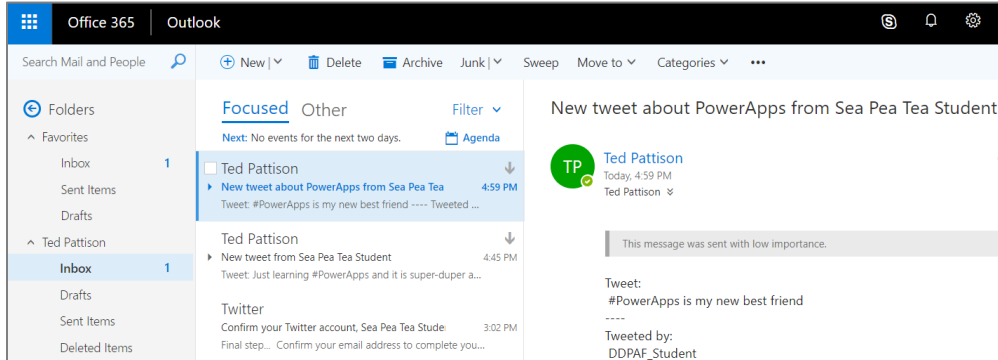 Office 365 Outlook
Search Mail and People
New Delete Archive Junk Sweep Move to Categories •••
Folders
Favorites
Inbox 1
Sent Items
Drafts
Ted Pattison
Inbox 1
Drafts
Sent Items
Deleted Items
Focused Other Filter
Next: No events for the next two days. Agenda
Ted Pattison
New tweet about PowerApps from Sea Pea Tea 4:59 PM
Tweet: #PowerApps is my new best friend ---- Tweeted ...
Ted Pattison
New tweet from Sea Pea Tea Student 4:45 PM
Tweet: Just learning #PowerApps and it is super-duper a...
Twitter
Confirm your Twitter account, Sea Pea Tea Stude 3:02 PM
Final step... Confirm your email address to complete you...
New tweet about PowerApps from Sea Pea Tea Student
TP
Ted Pattison
Today, 4:59 PM
Ted Pattison
This message was sent with low importance.
Tweet:
#PowerApps is my new best friend
----
Tweeted by:
DDPAF_Student